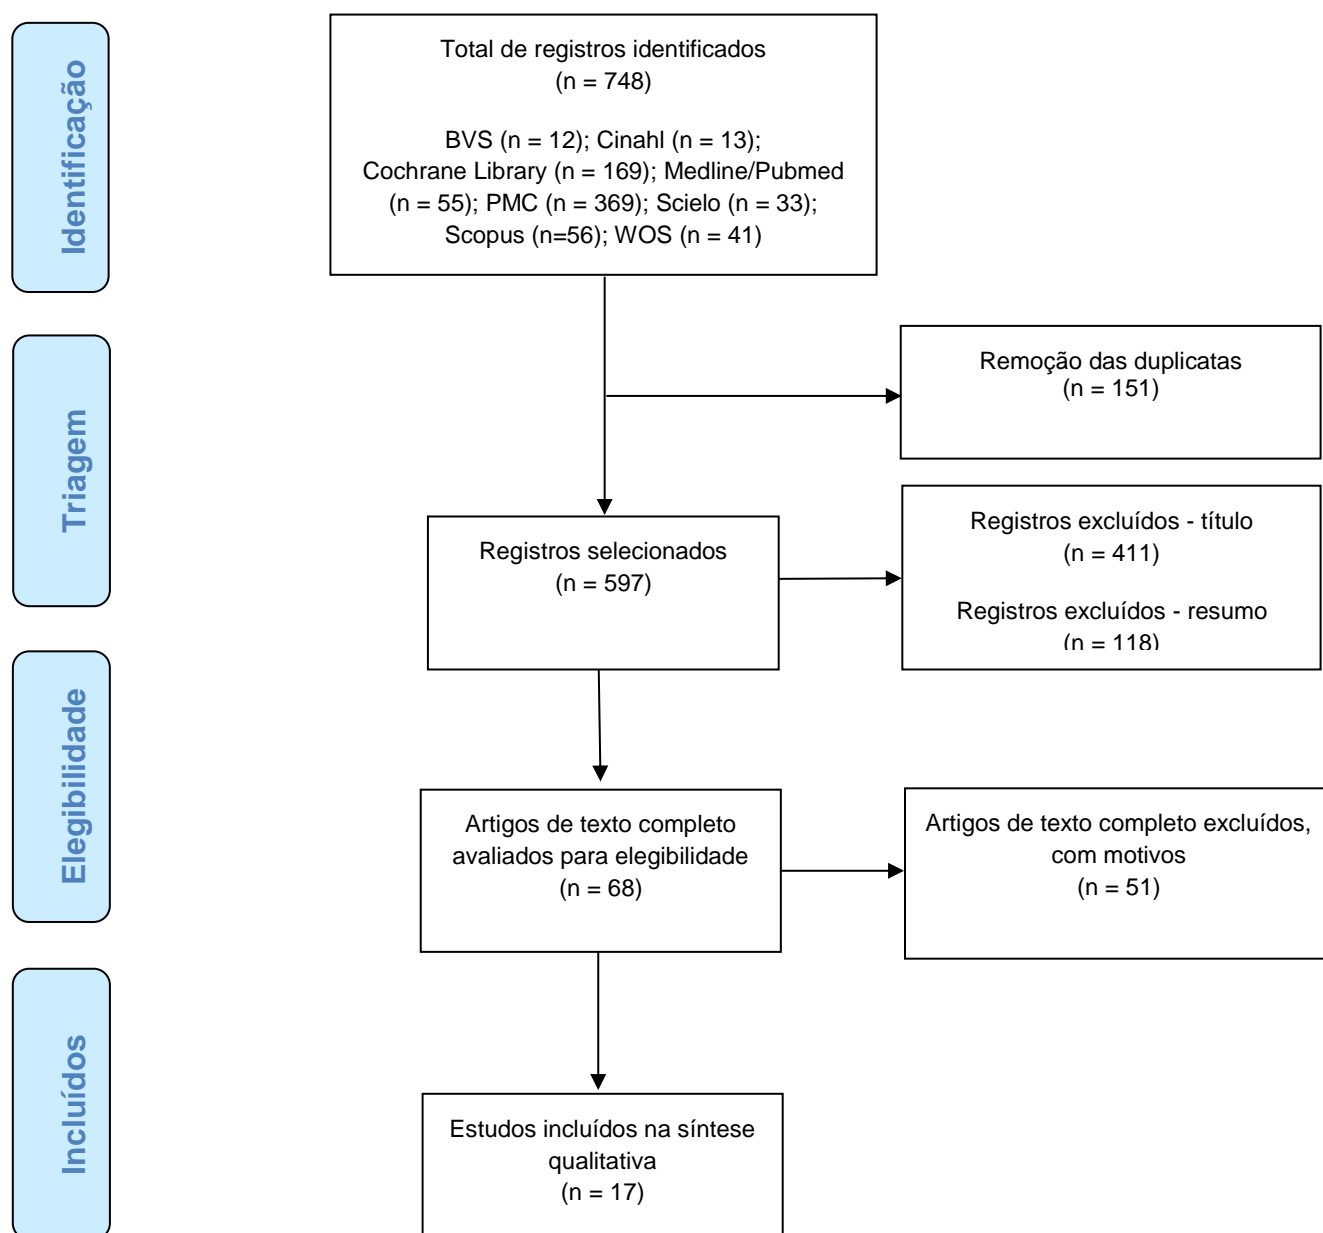 Identificação
Total de registros identificados
(n = 748)
BVS (n = 12); Cinahl (n = 13);
Cochrane Library (n = 169); Medline/Pubmed
(n = 55); PMC (n = 369); Scielo (n = 33);
Scopus (n=56); WOS (n = 41)
Triagem
Remoção das duplicatas
(n = 151)
Registros selecionados
(n = 597)
Registros excluídos - título
(n = 411)
Registros excluídos - resumo
(n = 118)
Elegibilidade
Artigos de texto completo
avaliados para elegibilidade
(n = 68)
Artigos de texto completo excluídos,
com motivos
(n = 51)
Incluídos
Estudos incluídos na síntese
qualitativa
(n = 17)